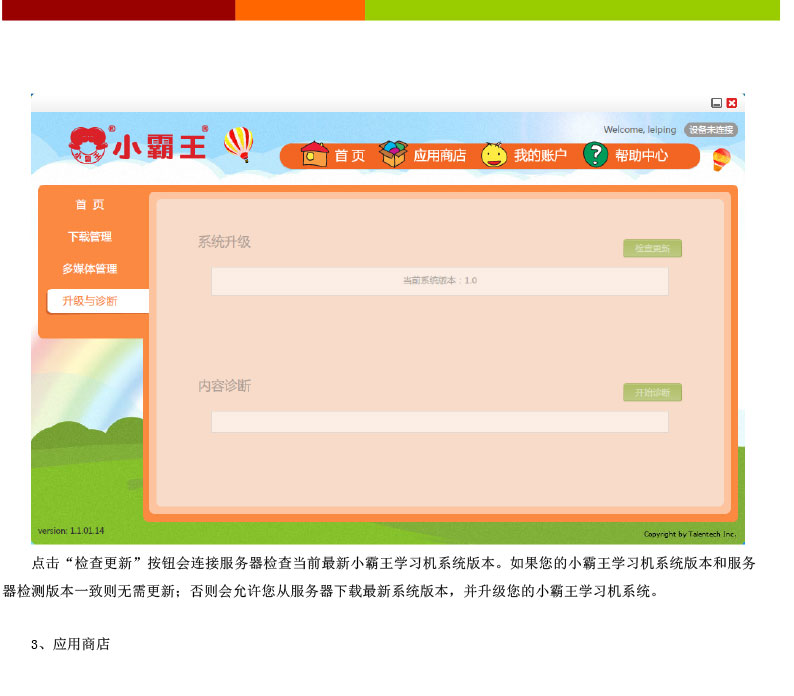 Welcome, leiping 设备未连接
小霸王
小霸王®
首 页 应用商店 我的账户 ? 帮助中心
首 页
下载管理
多媒体管理
升级与诊断
系统升级
检查更新
当前系统版本：1.0
内容诊断
开始诊断
version: 1.1.01.14
Copyright by Talentech Inc.
点击“检查更新”按钮会连接服务器检查当前最新小霸王学习机系统版本。如果您的小霸王学习机系统版本和服务
器检测版本一致则无需更新；否则会允许您从服务器下载最新系统版本，并升级您的小霸王学习机系统。
3、应用商店